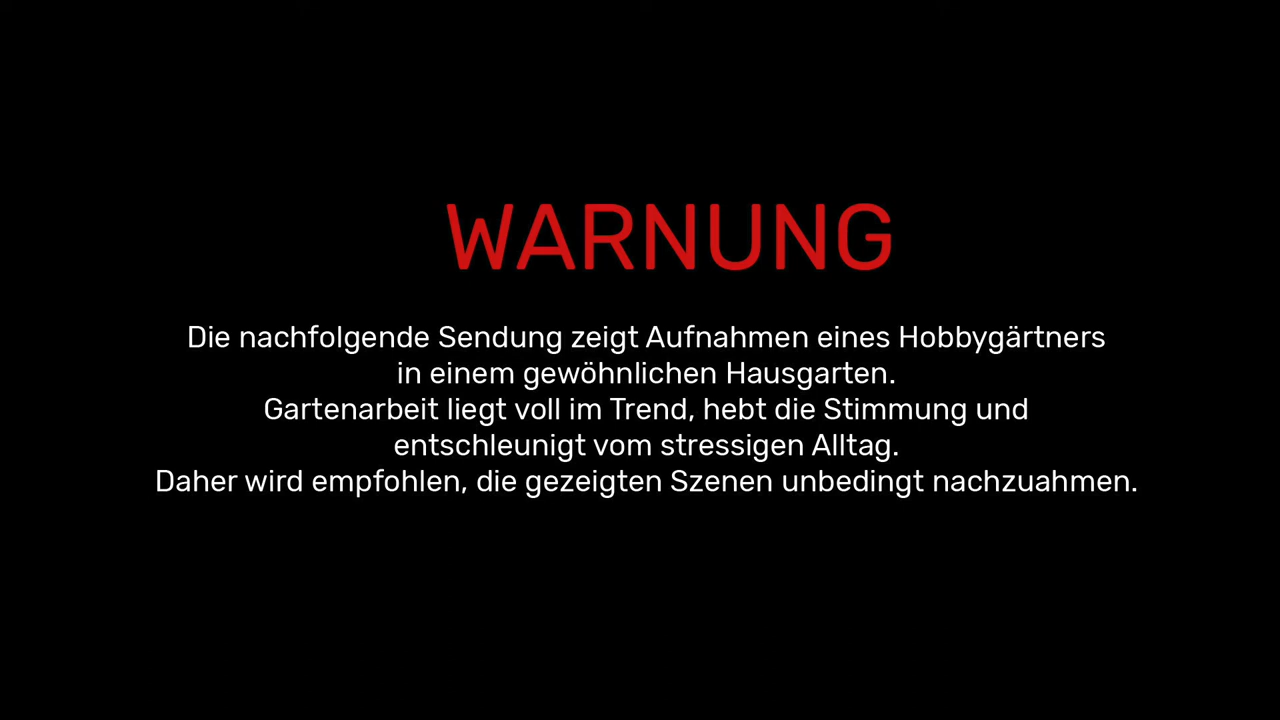 WARNUNG
Die nachfolgende Sendung zeigt Aufnahmen eines Hobbygärtners
in einem gewöhnlichen Hausgarten.
Gartenarbeit liegt voll im Trend, hebt die Stimmung und
entschleunigt vom stressigen Alltag.
Daher wird empfohlen, die gezeigten Szenen unbedingt nachzuahmen.